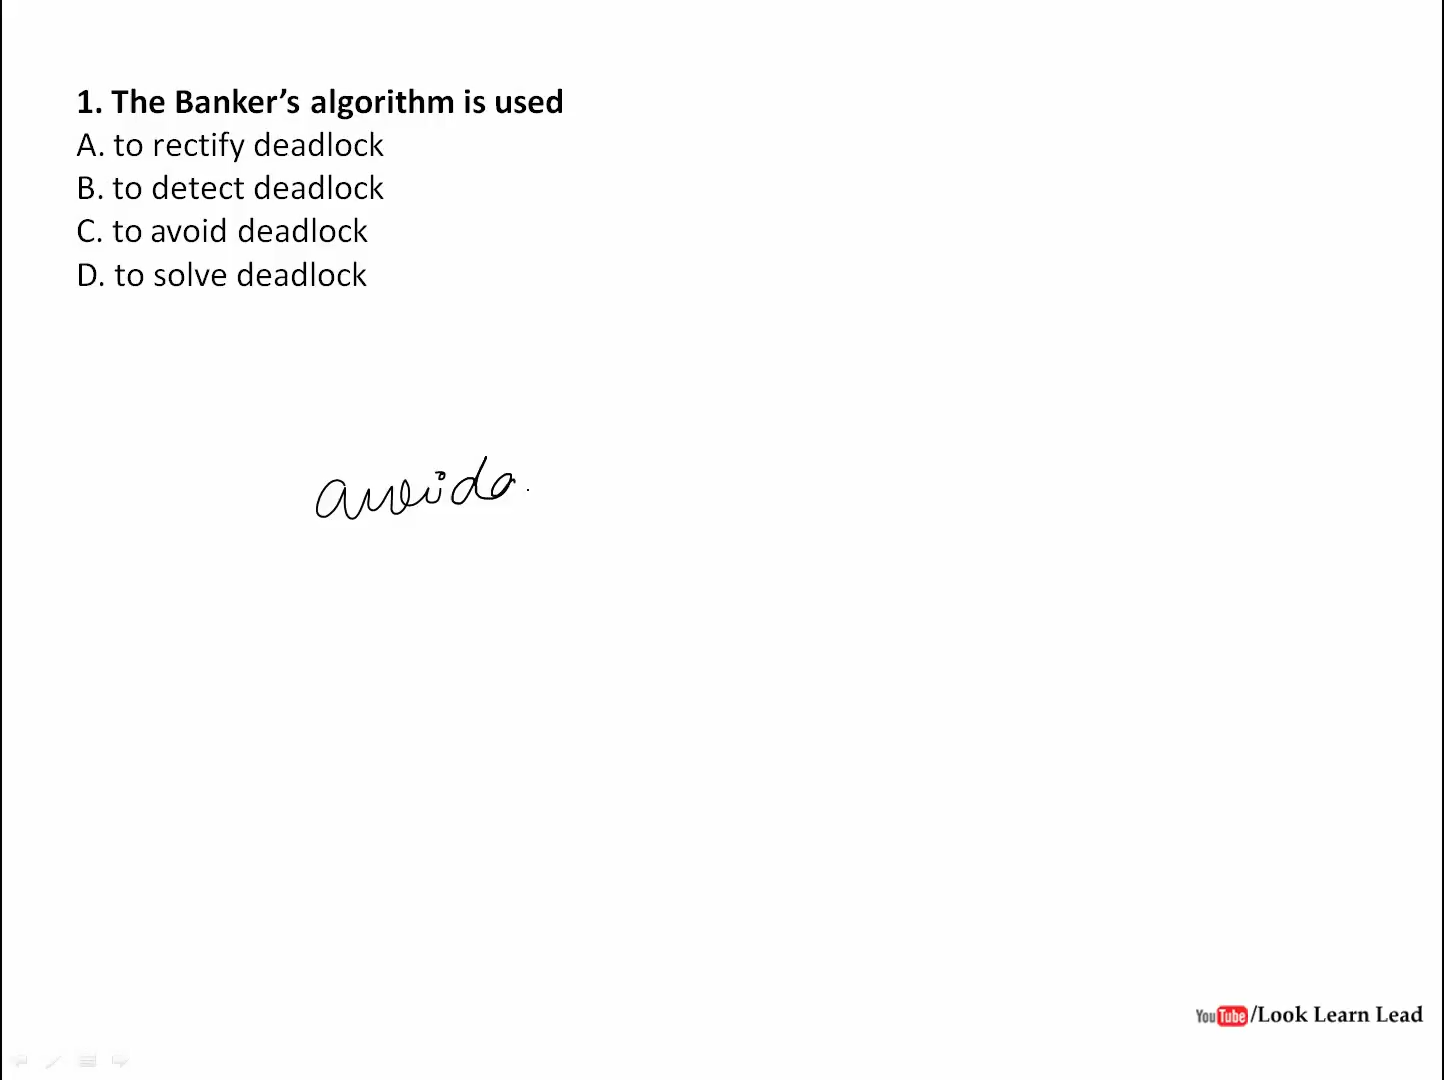 1. The Banker’s algorithm is used
A. to rectify deadlock
B. to detect deadlock
C. to avoid deadlock
D. to solve deadlock
avoida
YouTube/Look Learn Lead